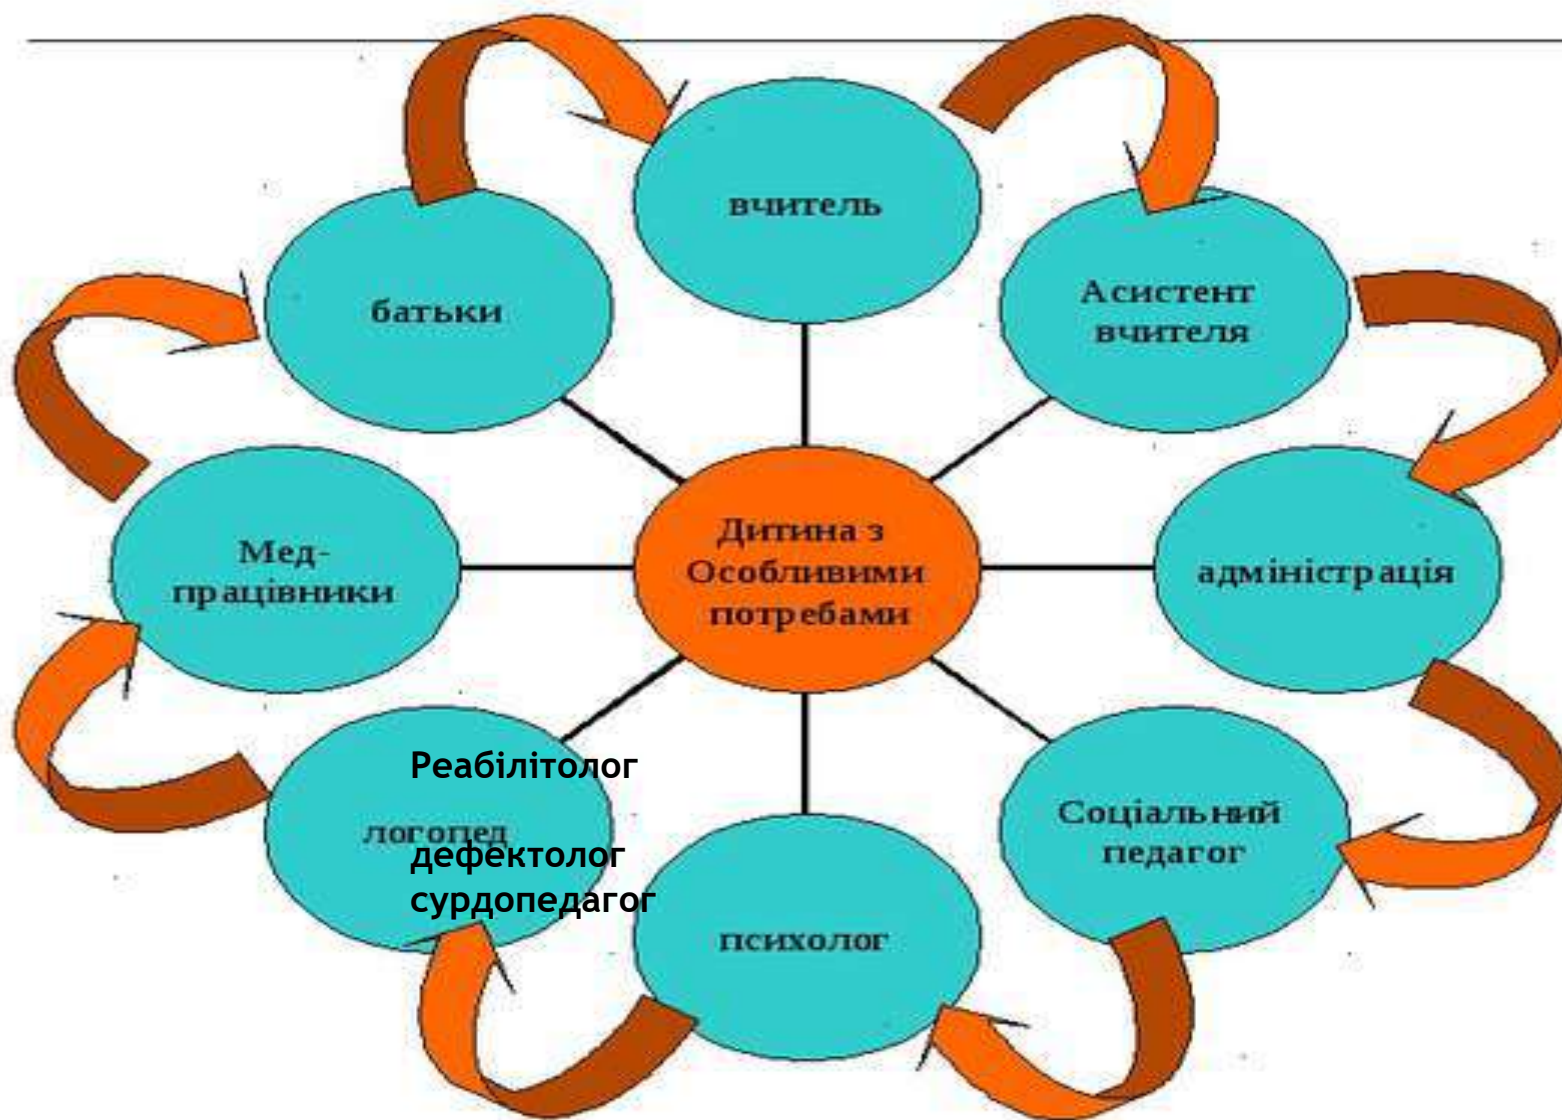 вчитель
батьки
Асистент
вчителя
Мед-
працівники
Дитина з
Особливими
потребами
адміністрація
Реабілітолог
логопед
дефектолог
сурдопедагог
Соціальний
педагог
психолог